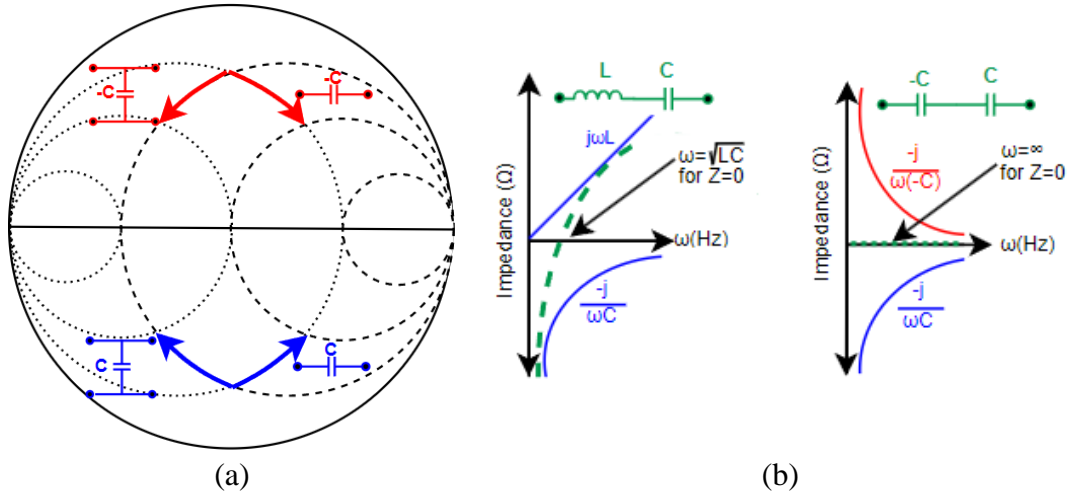 -C
-C
C
C
(a)
L
C
jωL
ω=√LC
for Z=0
Impedance (Ω)
ω(Hz)
-j
ωC
-C
C
-j
ω(-C)
ω=∞
for Z=0
Impedance (Ω)
ω(Hz)
-j
ωC
(b)